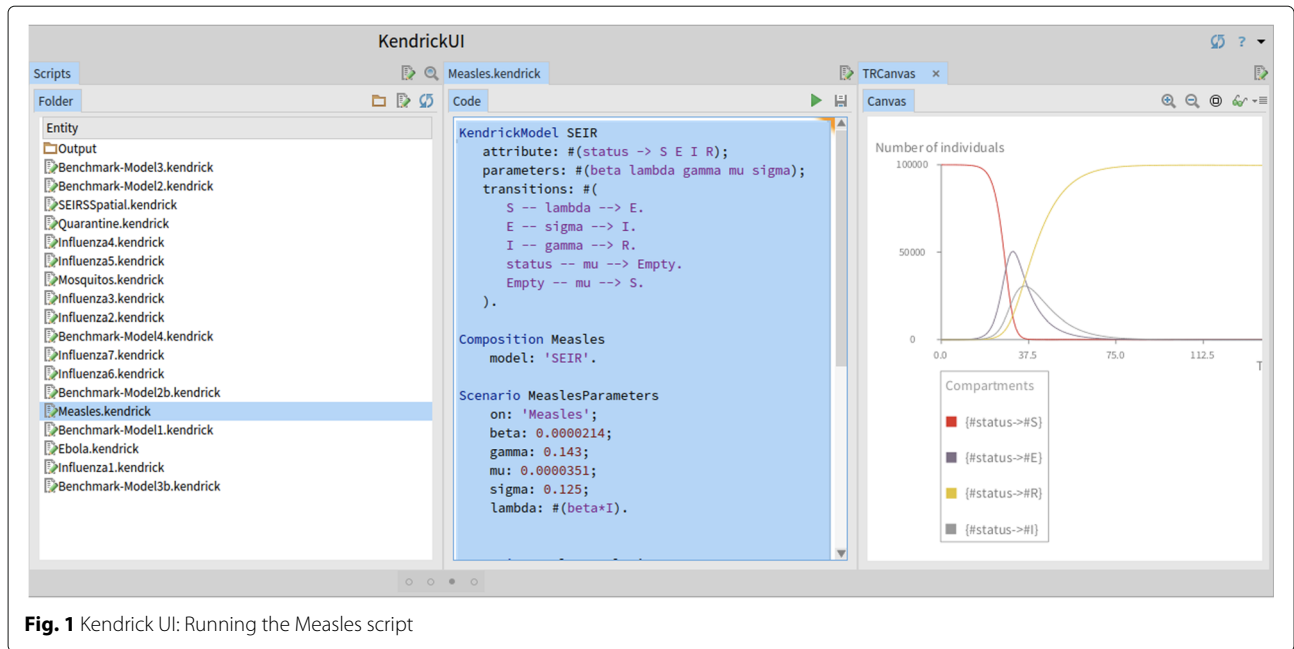 KendrickUI
?
Scripts
Folder
Entity
Output
Benchmark-Model3.kendrick
Benchmark-Model2.kendrick
SEIRSSpatial.kendrick
Quarantine.kendrick
Influenza4.kendrick
Influenza5.kendrick
Mosquitos.kendrick
Influenza3.kendrick
Influenza2.kendrick
Benchmark-Model4.kendrick
Influenza7.kendrick
Influenza6.kendrick
Benchmark-Model2b.kendrick
Measles.kendrick
Benchmark-Model1.kendrick
Ebola.kendrick
Influenza1.kendrick
Benchmark-Model3b.kendrick
Measles.kendrick
Code
KendrickModel SEIR
attribute: #(status -> S E I R);
parameters: #(beta lambda gamma mu sigma);
transitions: #(
S -- lambda --> E.
E -- sigma --> I.
I -- gamma --> R.
status -- mu --> Empty.
Empty -- mu --> S.
).
Composition Measles
model: 'SEIR'.
Scenario MeaslesParameters
on: 'Measles';
beta: 0.0000214;
gamma: 0.143;
mu: 0.0000351;
sigma: 0.125;
lambda: #(beta*I).
TRCanvas ×
Canvas
Number of individuals
100000
50000
0
0.0 37.5 75.0 112.5
T
Compartments
{#status->#S}
{#status->#E}
{#status->#R}
{#status->#I}
Fig. 1 Kendrick UI: Running the Measles script